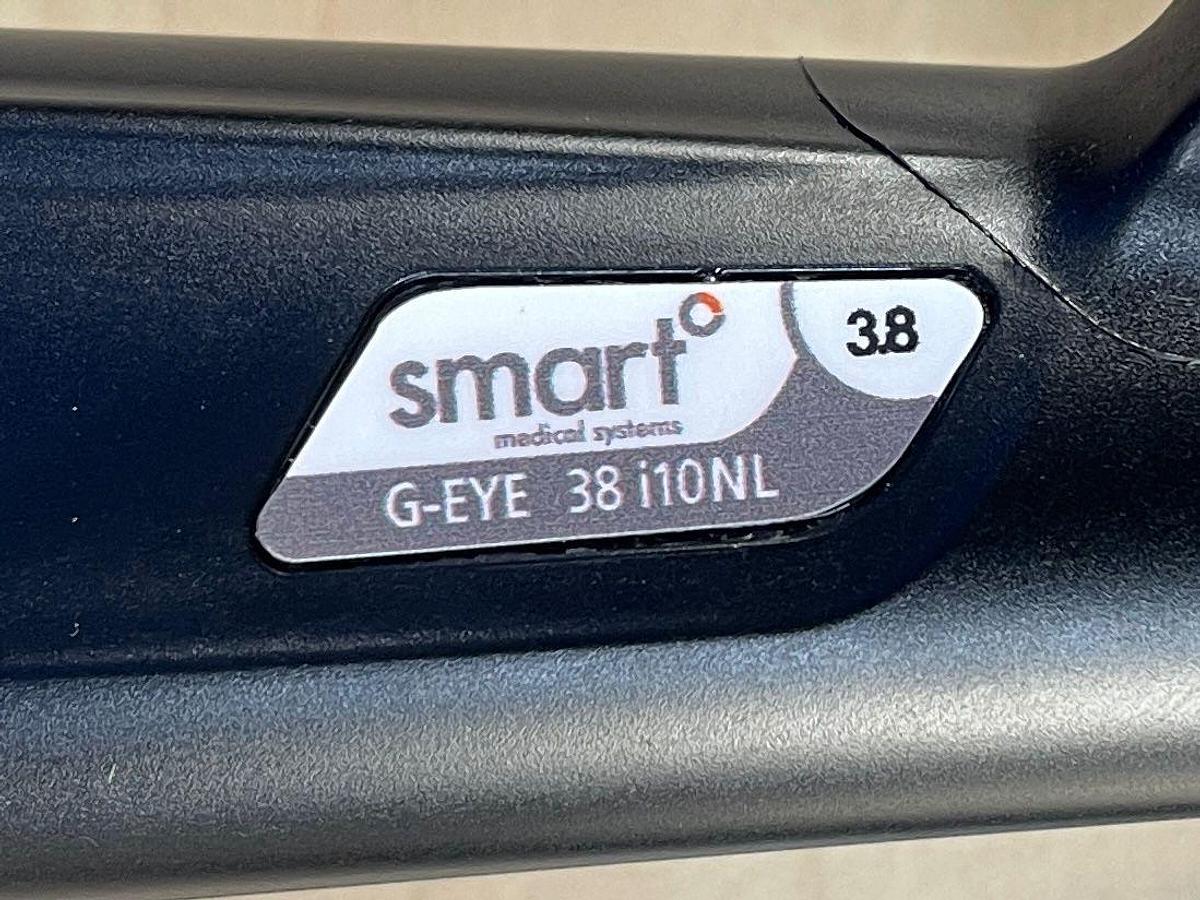 smart
medical systems
3.8
G-EYE 38 i10NL